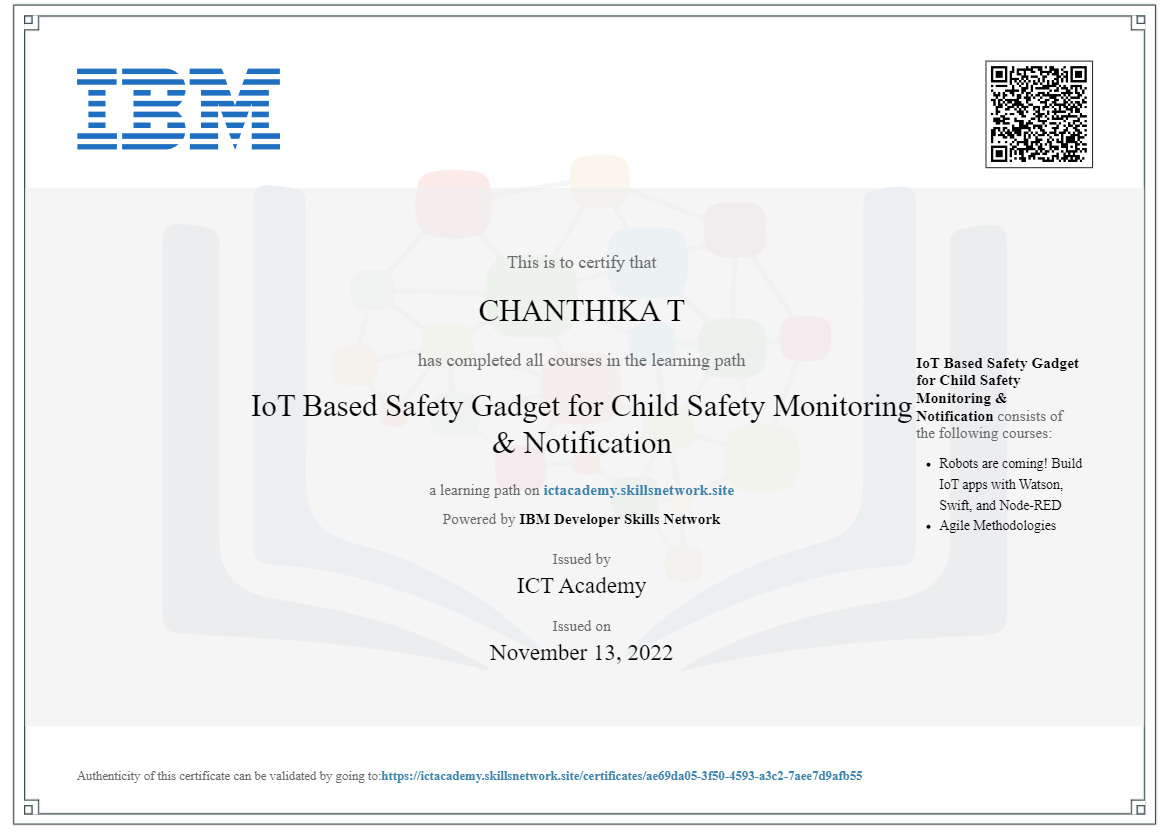 IBM
This is to certify that
CHANTHIKA T
has completed all courses in the learning path
IoT Based Safety Gadget for Child Safety Monitoring
& Notification
a learning path on ictacademy.skillsnetwork.site
Powered by IBM Developer Skills Network
Issued by
ICT Academy
Issued on
November 13, 2022
IoT Based Safety Gadget
for Child Safety
Monitoring &
Notification consists of
the following courses:
• Robots are coming! Build
IoT apps with Watson,
Swift, and Node-RED
• Agile Methodologies
Authenticity of this certificate can be validated by going to:https://ictacademy.skillsnetwork.site/certificates/ae69da05-3f50-4593-a3c2-7aee7d9afb55